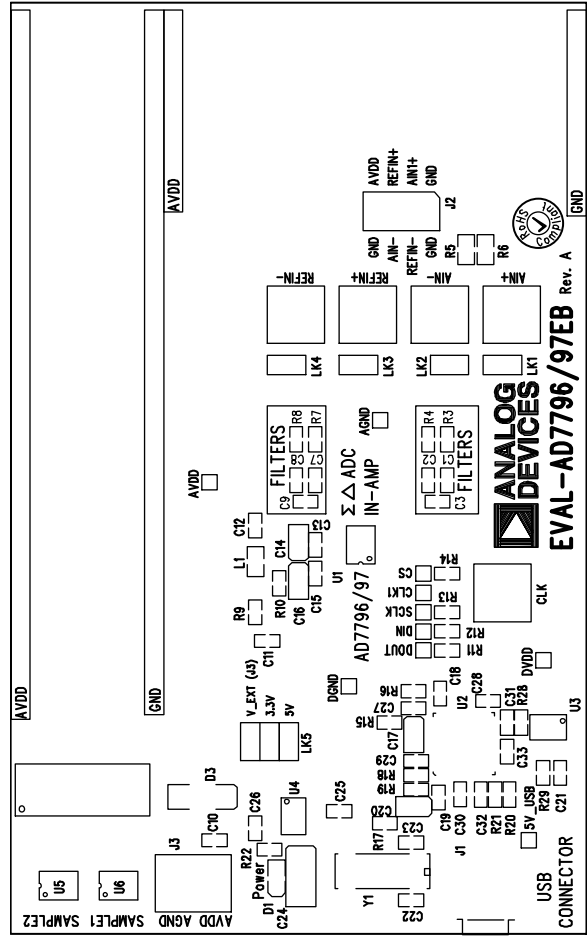 AVDD
GND
AVDD
GND
U5
U6
SAMPLE2
SAMPLE1
J3
AVDD AGND
C10
D3
V_EXT (J3)
3.3V
5V
LK5
C26
R22
Power
D1
C24
U4
C25
C11
R9
L1
C12
R10
C14
C16
C13
C15
AVDD
AGND
DGND
DVDD
U1
AD7796/97
Σ△ADC
IN-AMP
FILTERS
C9
C8
C7
R8
R7
FILTERS
C3
C2
C1
R4
R3
LK4
LK3
LK2
LK1
REFIN-
REFIN+
AIN-
AIN+
AVDD
REFIN+
AIN1+
GND
J2
GND
AIN-
REFIN-
GND
R5
R6
RoHS
Compliant
DOUT
DIN
SCLK
CLK1
CS
R11
R12
R13
R14
CLK
R15
R16
C27
C17
C18
U2
C28
C29
R18
R19
C20
R17
C23
C19
C30
C32
R21
R20
C31
R28
C33
U3
R29
C21
5V_USB
J1
Y1
C22
USB
CONNECTOR
ANALOG
DEVICES
EVAL-AD7796/97EB Rev. A